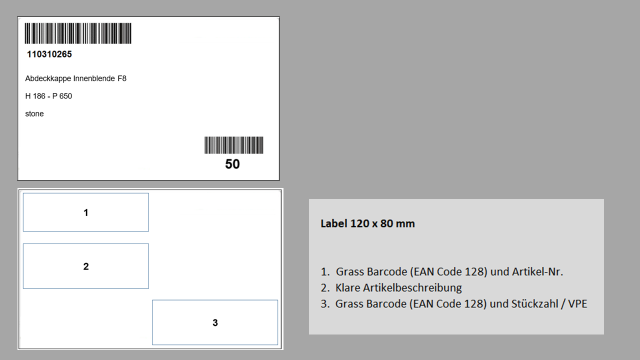 110310265
Abdeckkappe Innenblende F8
H 186 - P 650
stone
50
1
2
3
Label 120 x 80 mm
1. Grass Barcode (EAN Code 128) und Artikel-Nr.
2. Klare Artikelbeschreibung
3. Grass Barcode (EAN Code 128) und Stückzahl / VPE